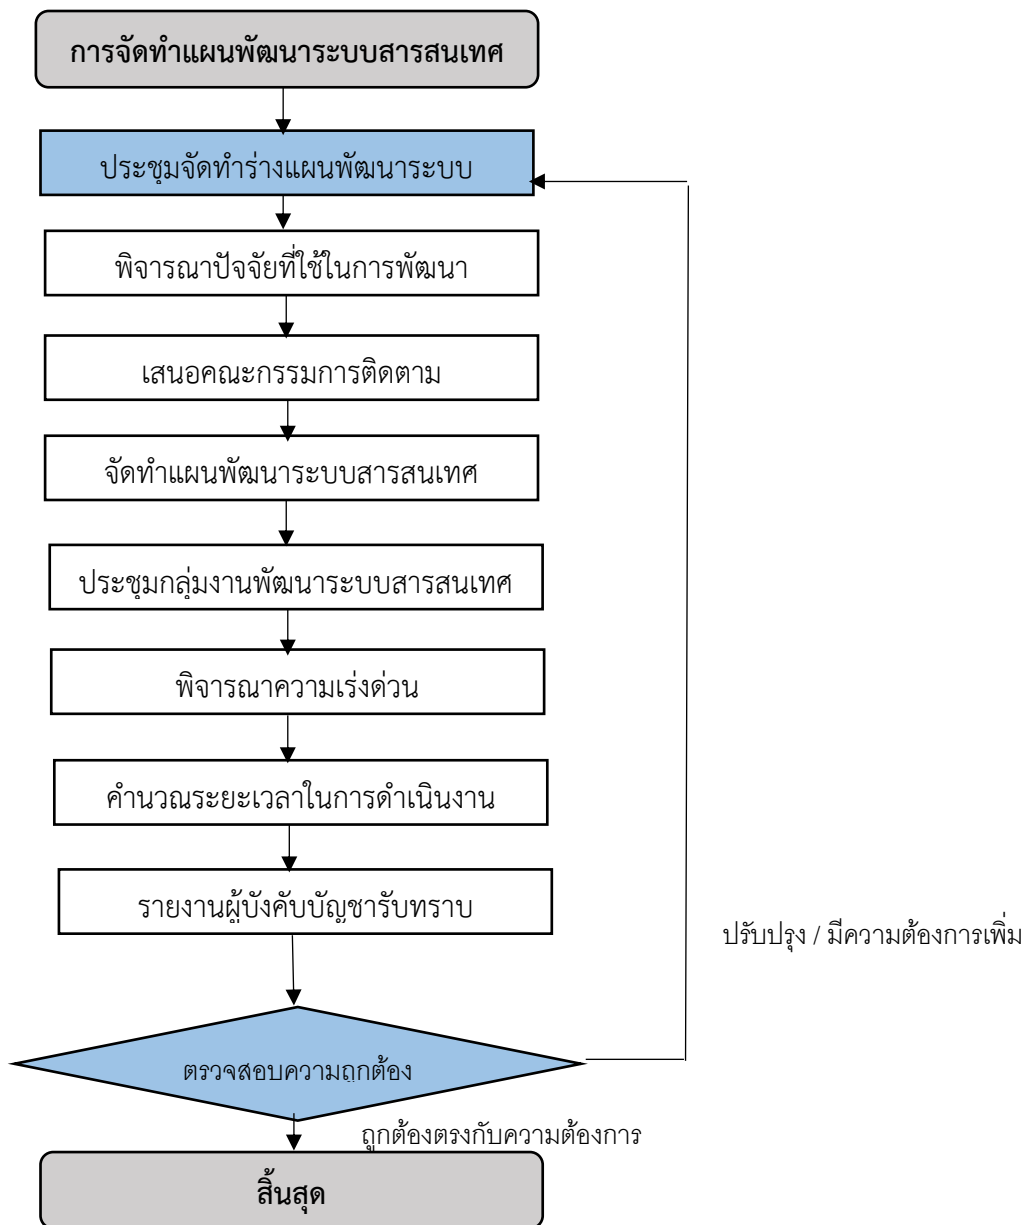 การจัดทำแผนพัฒนาระบบสารสนเทศ
ประชุมจัดทำร่างแผนพัฒนาระบบ
พิจารณาปัจจัยที่ใช้ในการพัฒนา
เสนอคณะกรรมการติดตาม
จัดทำแผนพัฒนาระบบสารสนเทศ
ประชุมกลุ่มงานพัฒนาระบบสารสนเทศ
พิจารณาความเร่งด่วน
คำนวณระยะเวลาในการดำเนินงาน
รายงานผู้บังคับบัญชารับทราบ
ปรับปรุง / มีความต้องการเพิ่ม
ตรวจสอบความถูกต้อง
ถูกต้องตรงกับความต้องการ
สิ้นสุด